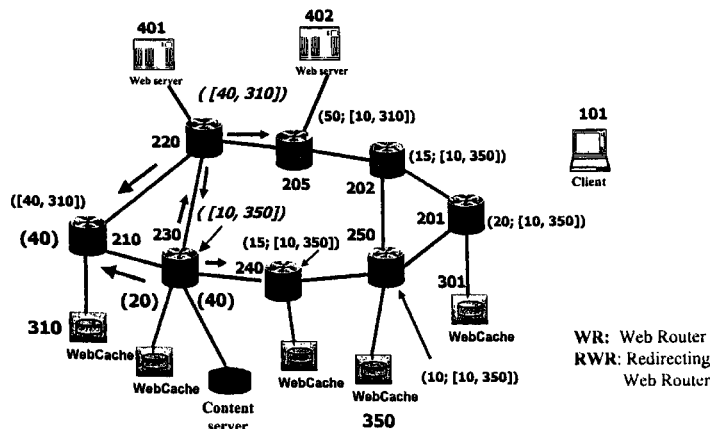 401
402
Web server
Web server
( [40, 310])
(50; [10, 310])
101
220
205
202
(15; [10, 350])
Client
([40, 310])
( [10, 350])
(40)
210
230
(15; [10, 350])
250
201
(20; [10, 350])
240
(20)
(40)
301
310
WebCache
WebCache
WebCache
WebCache
WebCache
(10; [10, 350])
Content
server
350
WR: Web Router
RWR: Redirecting
Web Router